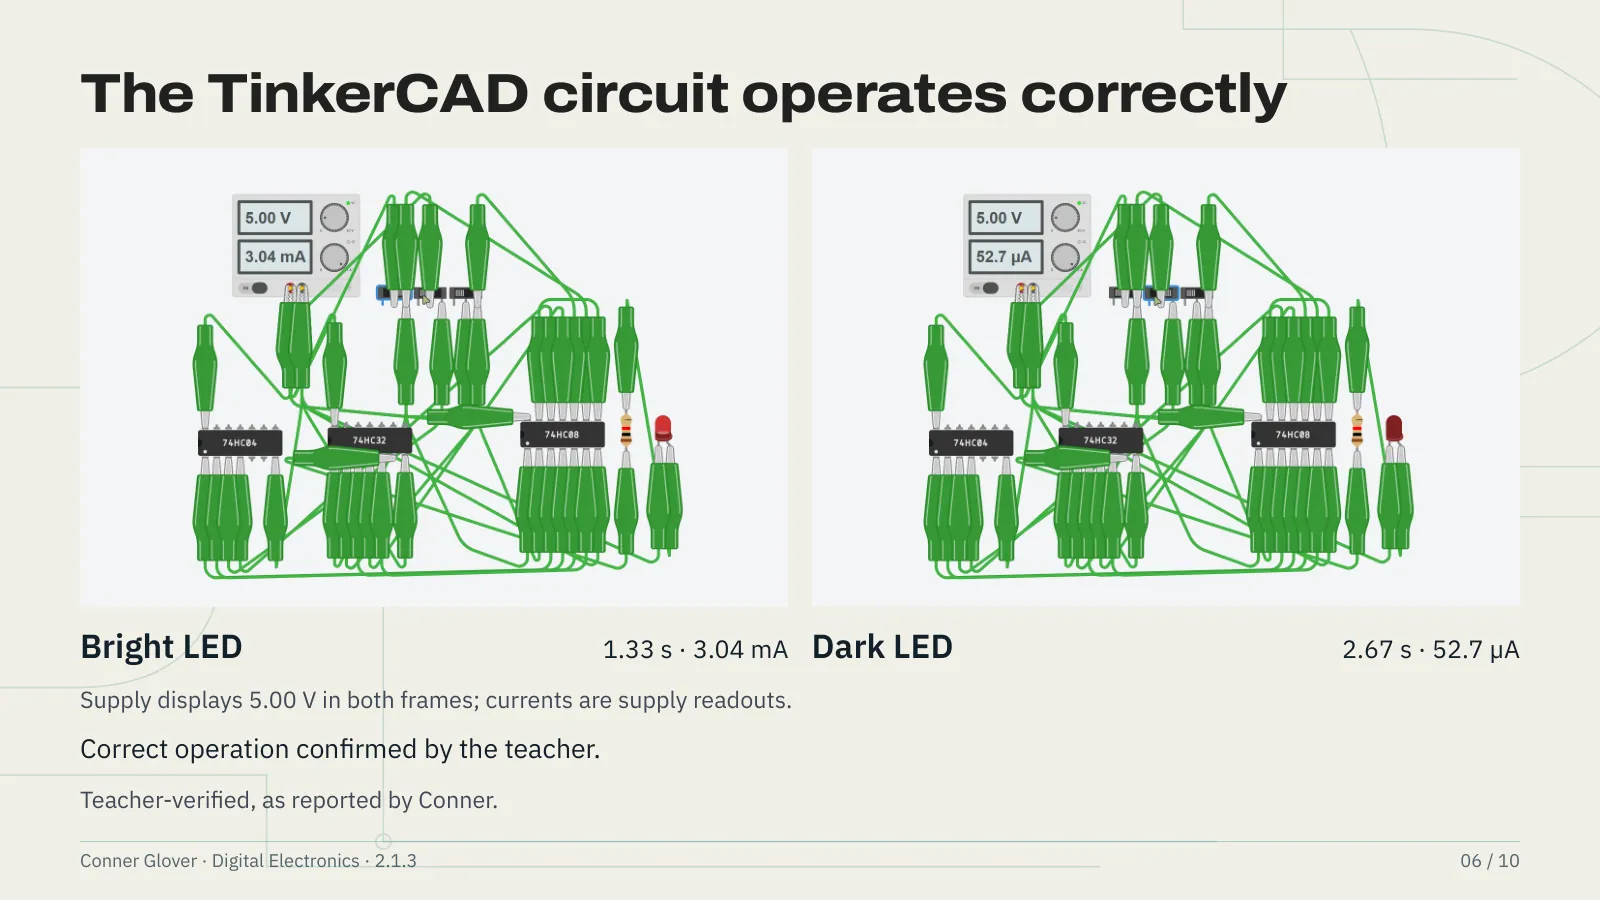 The TinkerCAD circuit operates correctly
5.00 V
3.04 mA
74HC04
74HC32
74HC08
5.00 V
52.7 µA
74HC04
74HC32
74HC08
Bright LED
1.33 s · 3.04 mA
Dark LED
2.67 s · 52.7 µA
Supply displays 5.00 V in both frames; currents are supply readouts.
Correct operation confirmed by the teacher.
Teacher-verified, as reported by Conner.
Conner Glover · Digital Electronics · 2.1.3
06 / 10